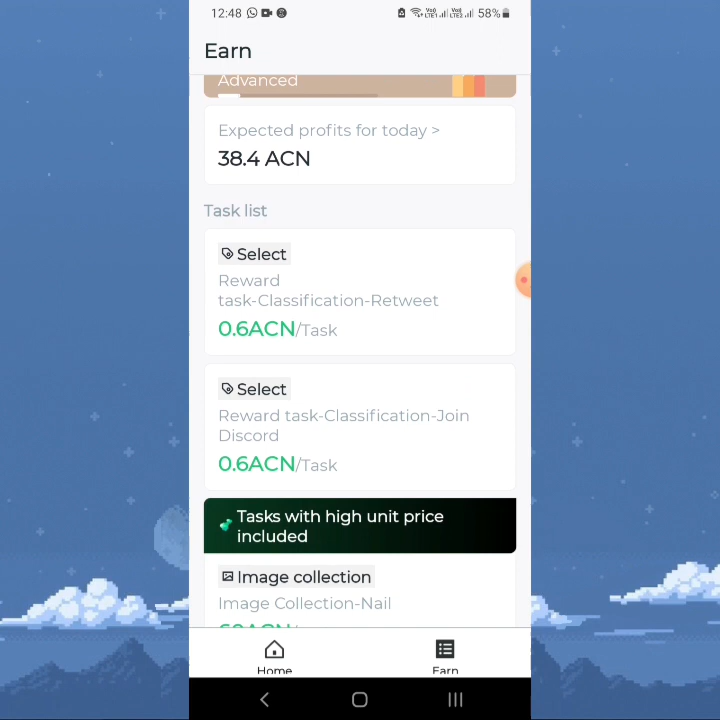 12:48 58%
Earn
Advanced
Expected profits for today >
38.4 ACN
Task list
Select
Reward
task-Classification-Retweet
0.6ACN/Task
Select
Reward task-Classification-Join
Discord
0.6ACN/Task
Tasks with high unit price
included
Image collection
Image Collection-Nail
Home Earn